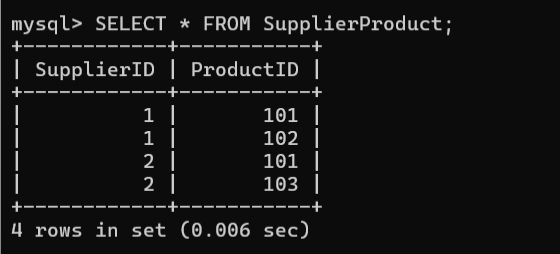 mysql> SELECT * FROM SupplierProduct;
+------------+-----------+
| SupplierID | ProductID |
+------------+-----------+
|          1 |       101 |
|          1 |       102 |
|          2 |       101 |
|          2 |       103 |
+------------+-----------+
4 rows in set (0.006 sec)